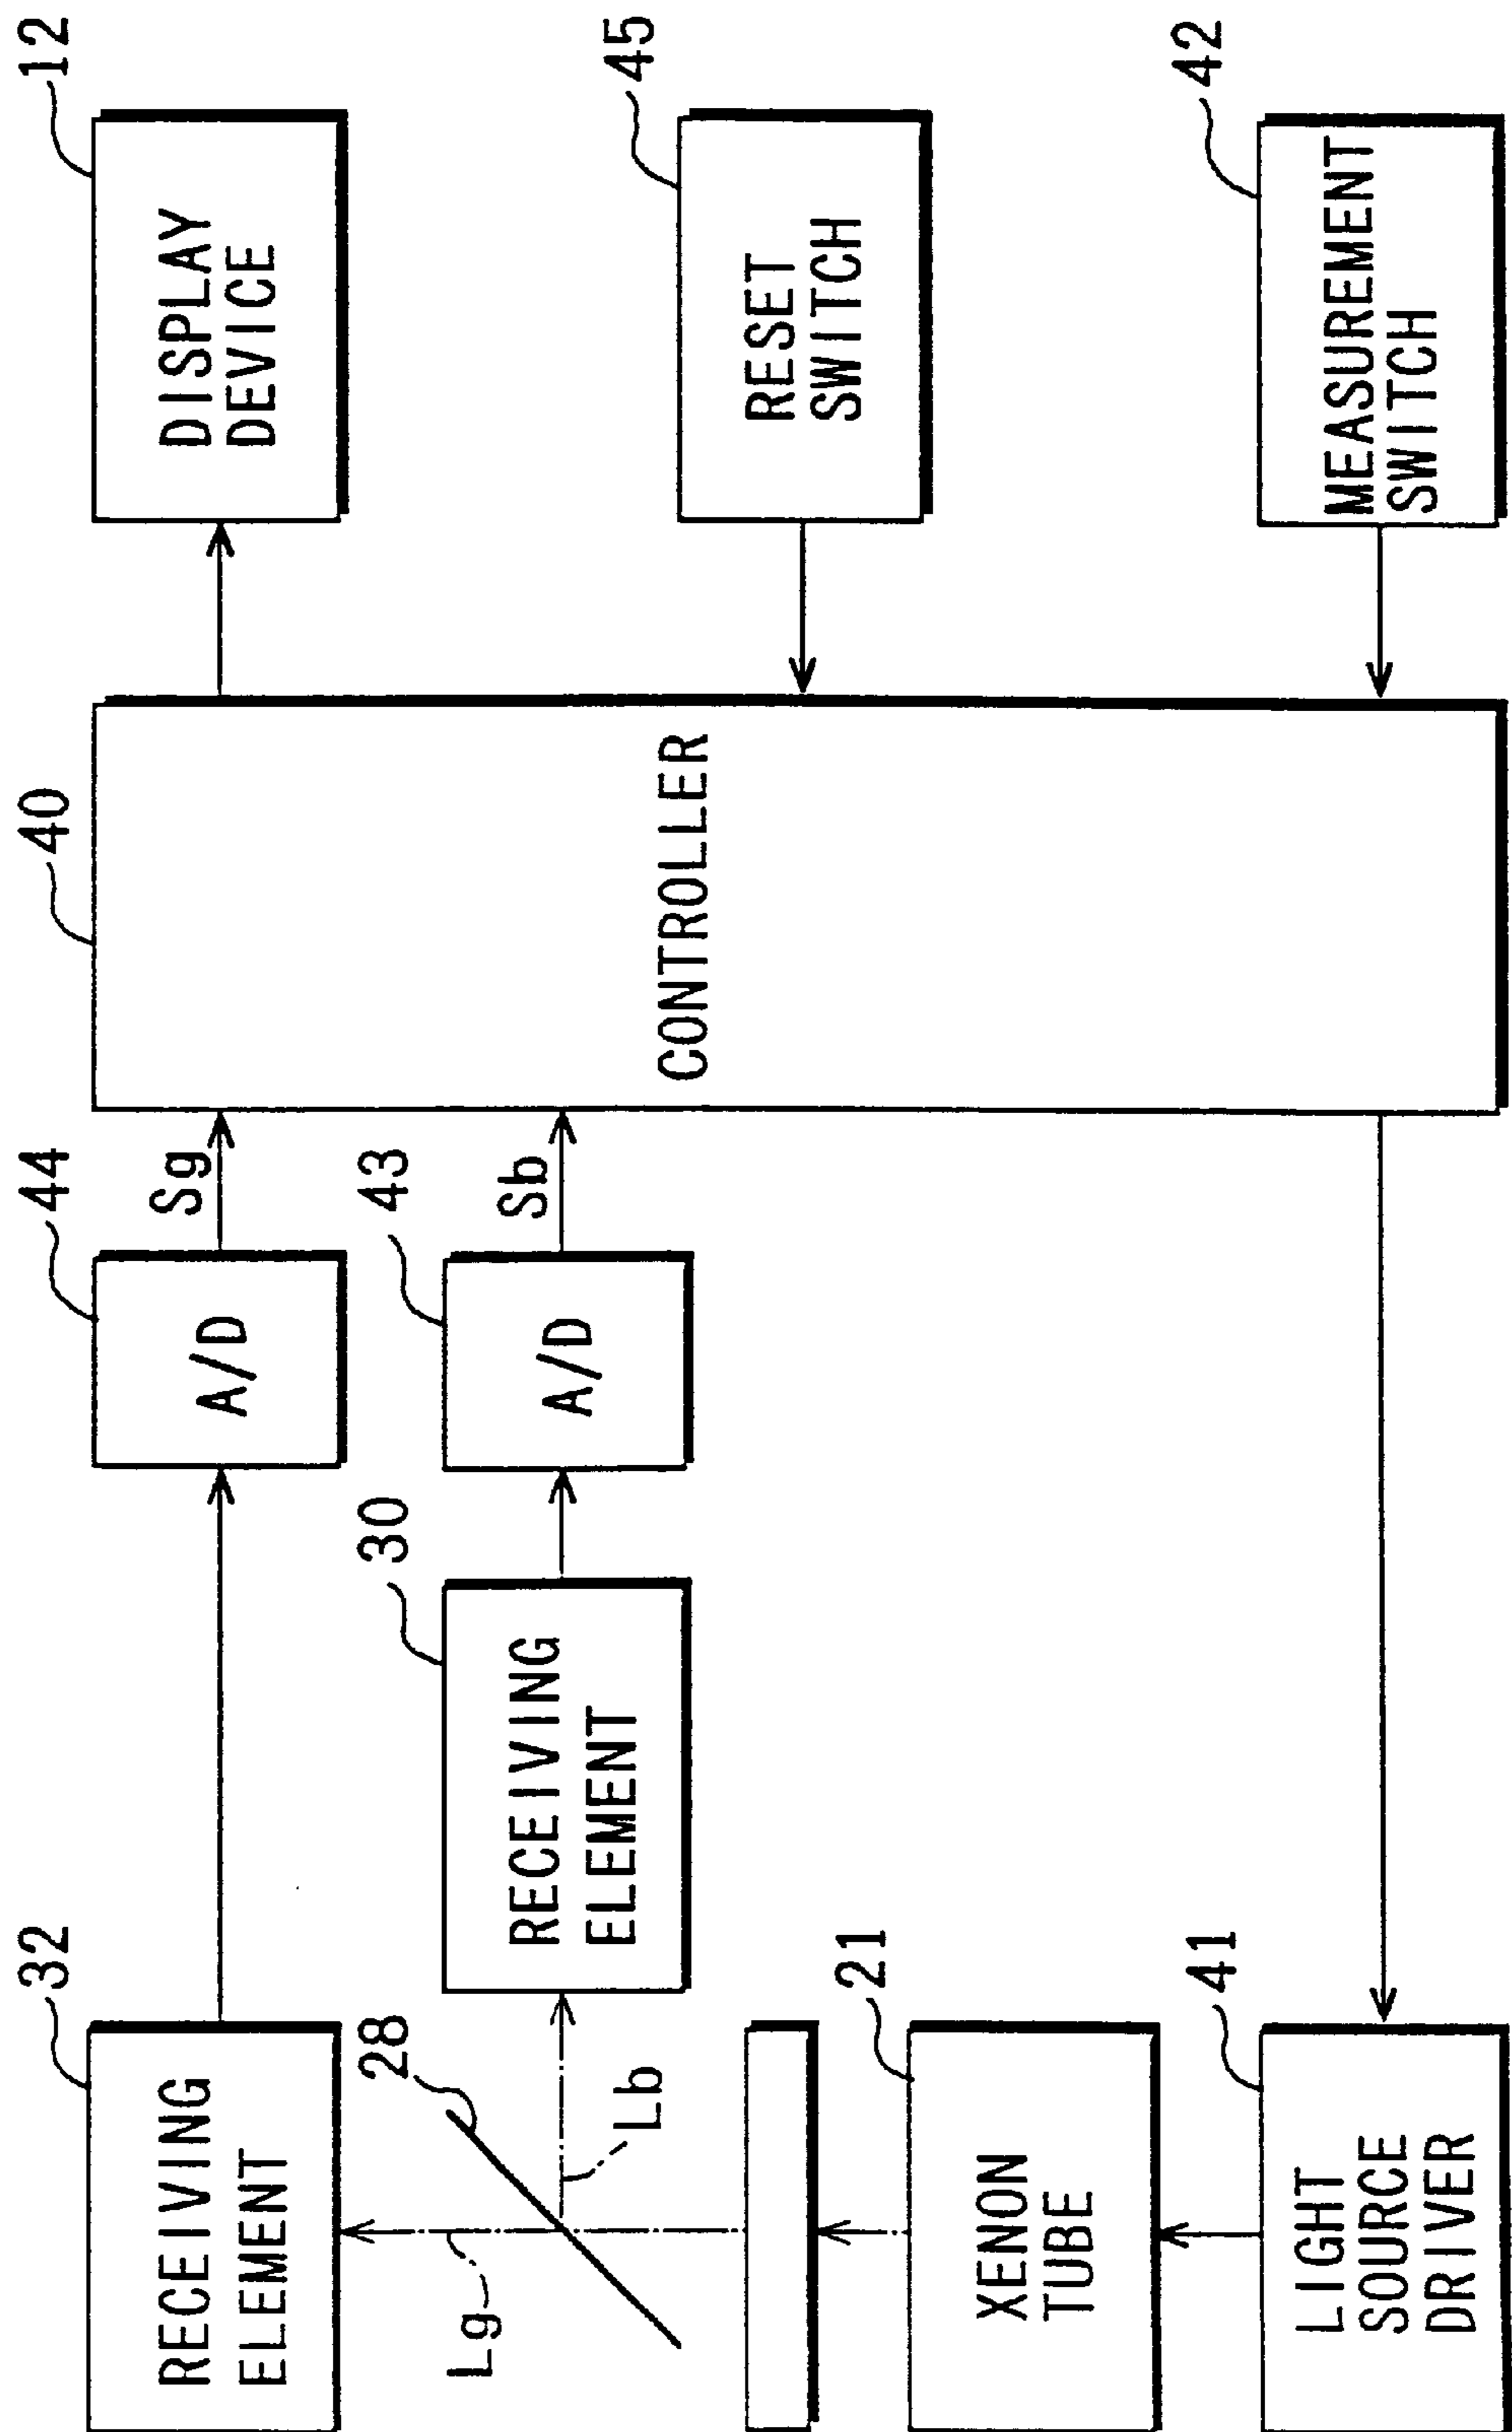 32
RECEIVING
ELEMENT
44
A/D
Sg
40
CONTROLLER
12
DISPLAY
DEVICE
Lg
28
Lb
30
RECEIVING
ELEMENT
43
A/D
Sb
45
RESET
SWITCH
21
XENON
TUBE
41
LIGHT
SOURCE
DRIVER
42
MEASUREMENT
SWITCH